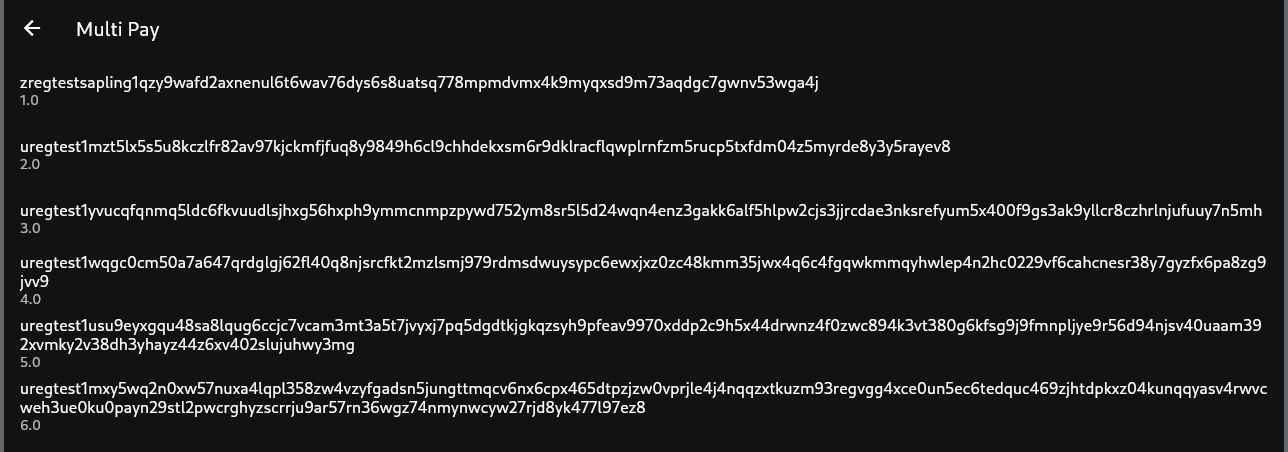 Multi Pay
zregtestsapling1qzy9wafd2axnenul6t6wav76dys6s8uatsq778mpmdvmx4k9myqxsd9m73aqdgc7gwnv53wga4j
1.0
uregtest1mzt5lx5s5u8kczlfr82av97kjckmfjfuq8y9849h6cl9chhdekxsm6r9dklracflqwplrnfzm5rucp5txfdm04z5myrde8y3y5rayev8
2.0
uregtest1yvucqfqnmq5ldc6fkvuudlsjhxg56hxph9ymmcnmpzpywd752ym8sr5l5d24wqn4enz3gakk6alf5hlpw2cjs3jjrcdae3nksrefyum5x400f9gs3ak9yllcr8czhrlnjufuuy7n5mh
3.0
uregtest1wqgc0cm50a7a647qrdglgj62fl40q8njsrcfkt2mzlsmj979rdmsdwuysypc6ewxjxz0zc48kmm35jwx4q6c4fgqwkmmqyhwlep4n2hc0229vf6cahcnesr38y7gyzfx6pa8zg9
jvv9
4.0
uregtest1usu9eyxgqu48sa8lqug6ccjc7vcam3mt3a5t7jvyxj7pq5dgdtkjgkqzsyh9pfeav9970xddp2c9h5x44drwnz4f0zwc894k3vt380g6kfsg9j9fmnpljye9r56d94njsv40uaam39
2xvmky2v38dh3yhayz44z6xv402slujuhwy3mg
5.0
uregtest1mxy5wq2n0xw57nuxa4lqpl358zw4vzyfgadsn5jungttmqcv6nx6cpx465dtpzjzw0vprjle4j4nqqzxtkuzm93regvgg4xce0un5ec6tedquc469zjhtdpkxz04kunqqyasv4rwvc
weh3ue0ku0payn29stl2pwcrghyzscrrju9ar57rn36wgz74nmynwcyw27rjd8yk477l97ez8
6.0